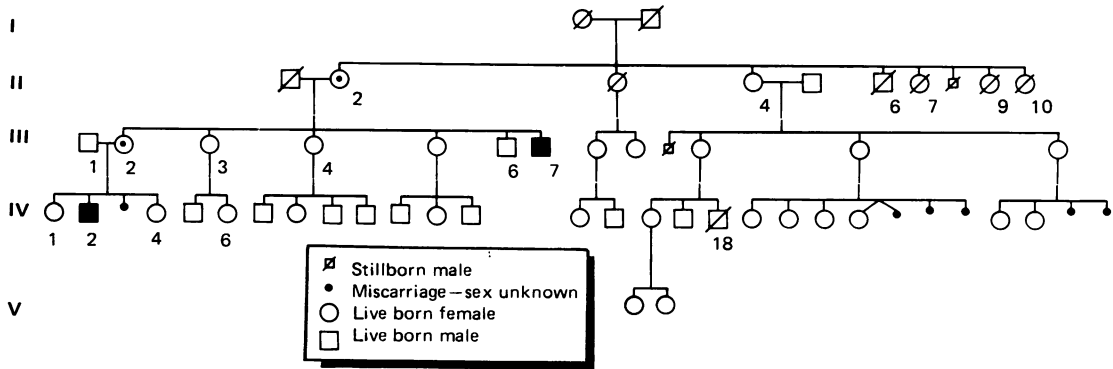 I
II
2 4 6 7 9 10
III
1 2 3 4 6 7
IV
1 2 4 6 18
Stillborn male
Miscarriage—sex unknown
Live born female
Live born male
V